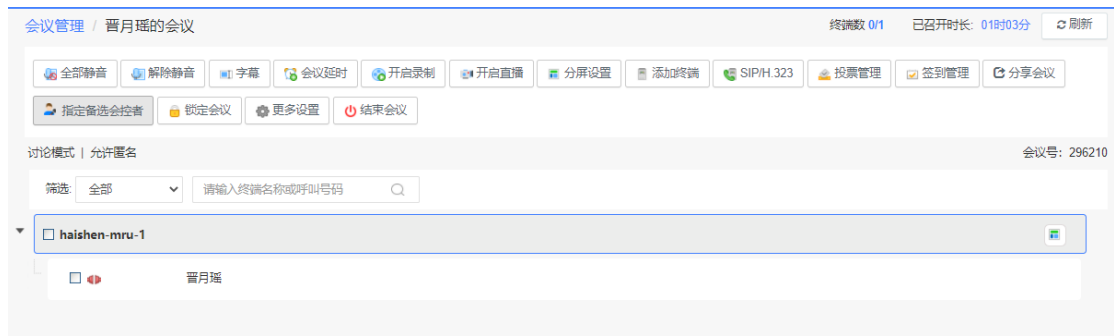 会议管理 / 晋月瑶的会议 终端数 0/1 已召开时长: 01时03分 刷新
全部静音 解除静音 字幕 会议延时 开启录制 开启直播 分屏设置 添加终端 SIP/H.323 投票管理 签到管理 分享会议
指定备选会控者 锁定会议 更多设置 结束会议
讨论模式 | 允许匿名 会议号: 296210
筛选: 全部 请输入终端名称或呼叫号码
haishen-mru-1
晋月瑶